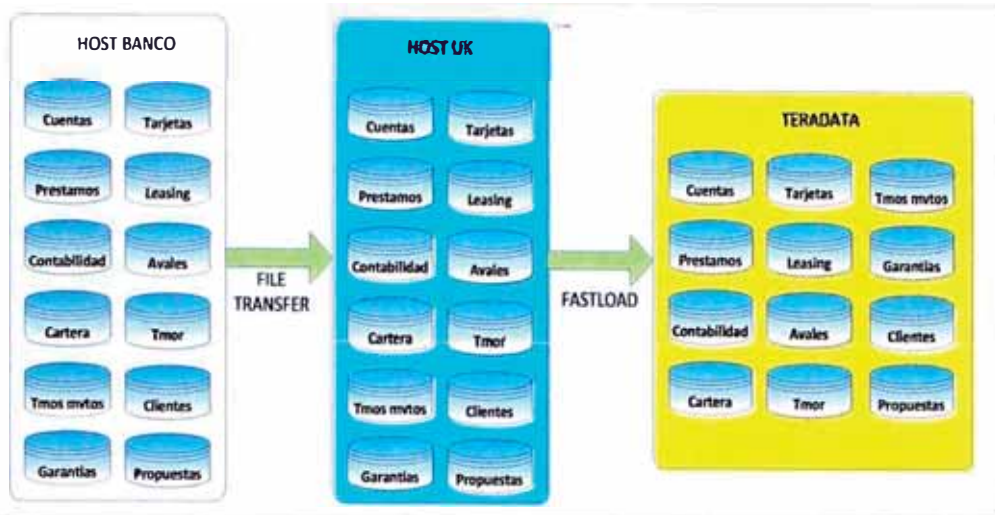 HOST BANCO
Cuentas
Tarjetas
Prestamos
Leasing
Contabilidad
Avales
Cartera
Tmor
Tmos mvtos
Clientes
Garantias
Propuestas
FILE
TRANSFER
HOST UK
Cuentas
Tarjetas
Prestamos
Leasing
Contabilidad
Avales
Cartera
Tmor
Tmos mvtos
Clientes
Garantias
Propuestas
FASTLOAD
TERADATA
Cuentas
Tarjetas
Tmos mvtos
Prestamos
Leasing
Garantias
Contabilidad
Avales
Clientes
Cartera
Tmor
Propuestas